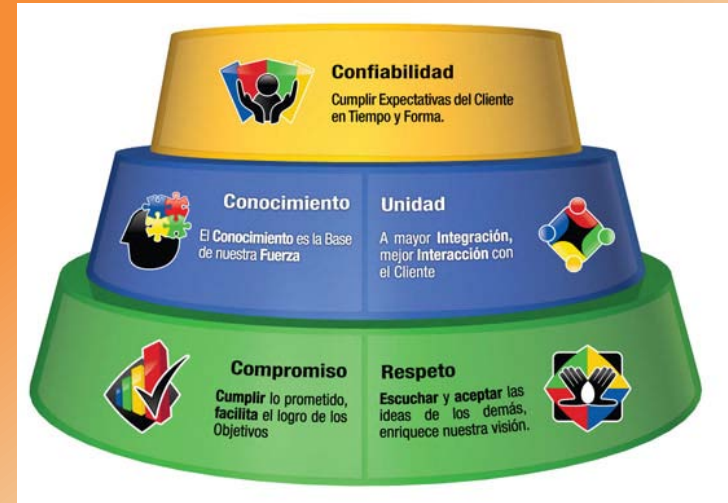 Confiabilidad
Cumplir Expectativas del Cliente
en Tiempo y Forma.
Conocimiento
El Conocimiento es la Base
de nuestra Fuerza
Unidad
A mayor Integración,
mejor Interacción con
el Cliente
Compromiso
Cumplir lo prometido,
facilita el logro de los
Objetivos
Respeto
Escuchar y aceptar las
ideas de los demás,
enriquece nuestra visión.